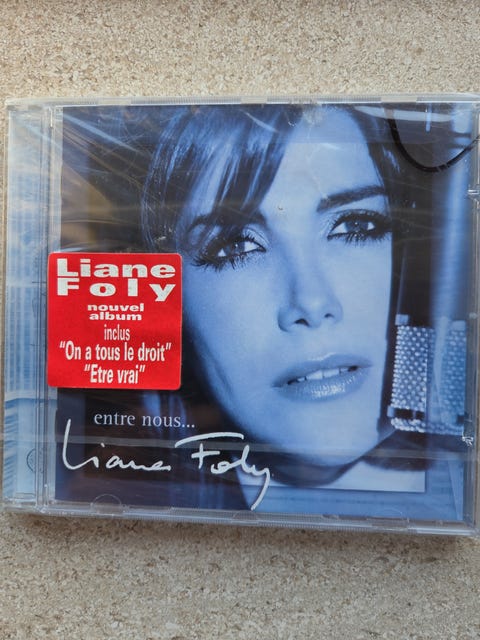 Liane
Foly
nouvel
album
inclus
"On a tous le droit"
"Etre vrai"
entre nous...
Liane Foly